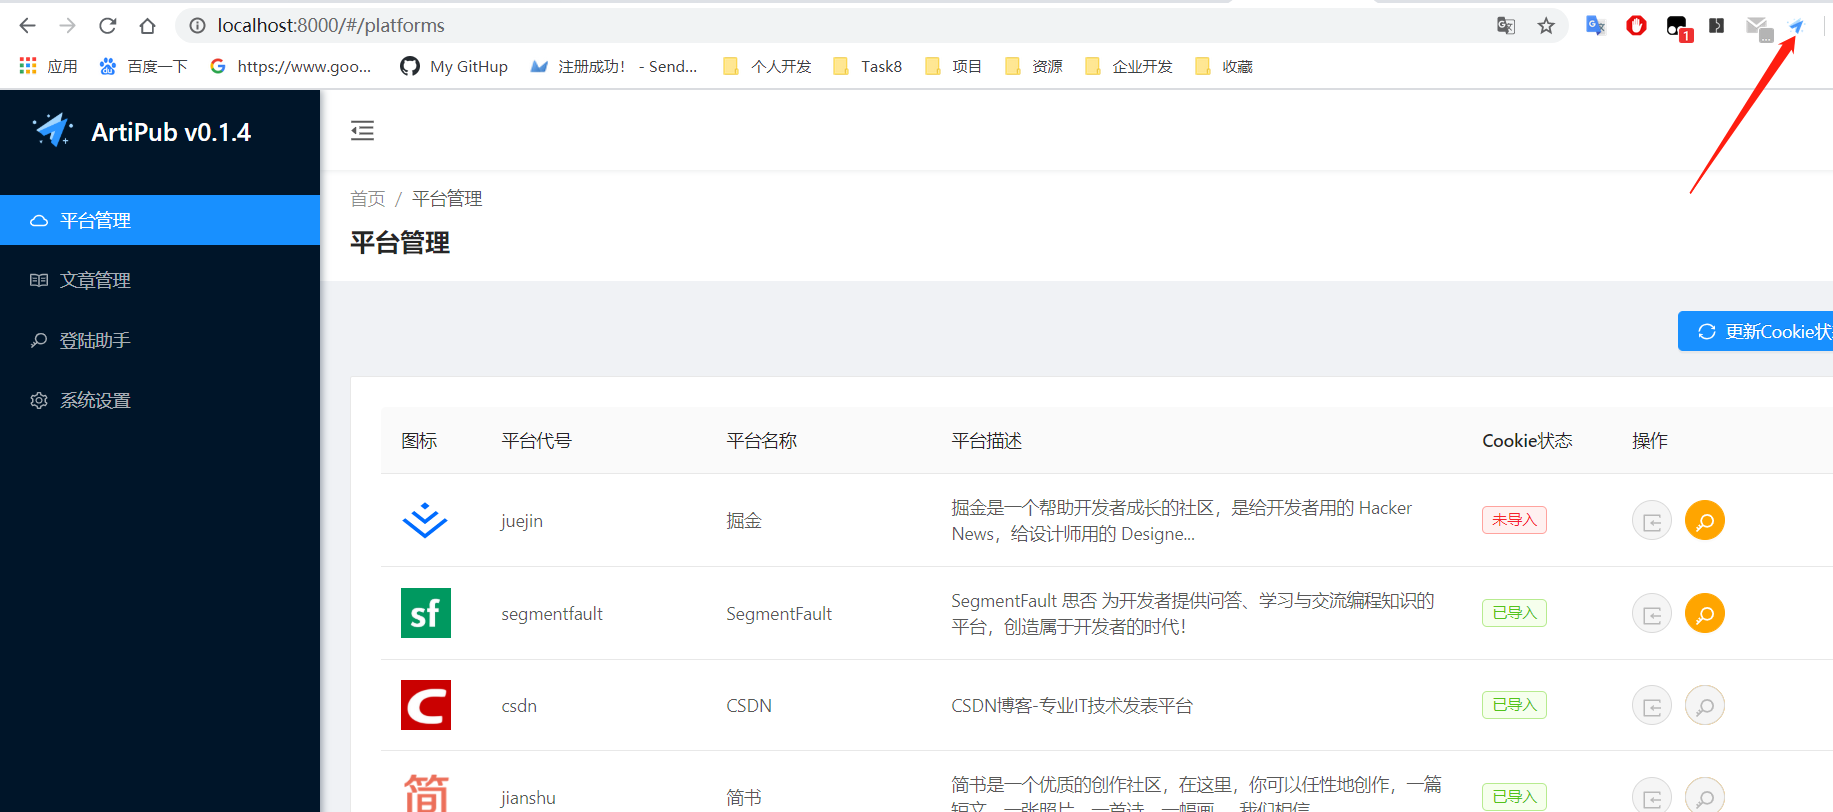 localhost:8000/#/platforms
1
应用
百度一下
https://www.goo...
My GitHup
注册成功！ - Send...
个人开发
Task8
项目
资源
企业开发
收藏
ArtiPub v0.1.4
平台管理
文章管理
登陆助手
系统设置
首页 / 平台管理
平台管理
更新Cookie状
图标 平台代号 平台名称 平台描述 Cookie状态 操作
juejin 掘金 掘金是一个帮助开发者成长的社区，是给开发者用的 Hacker
News，给设计师用的 Designe... 未导入
sf segmentfault SegmentFault SegmentFault 思否 为开发者提供问答、学习与交流编程知识的
平台，创造属于开发者的时代！ 已导入
C csdn CSDN CSDN博客-专业IT技术发表平台 已导入
简 jianshu 简书 简书是一个优质的创作社区，在这里，你可以任性地创作，一篇
短文、一张照片、一首诗、一幅画…我们相信 已导入